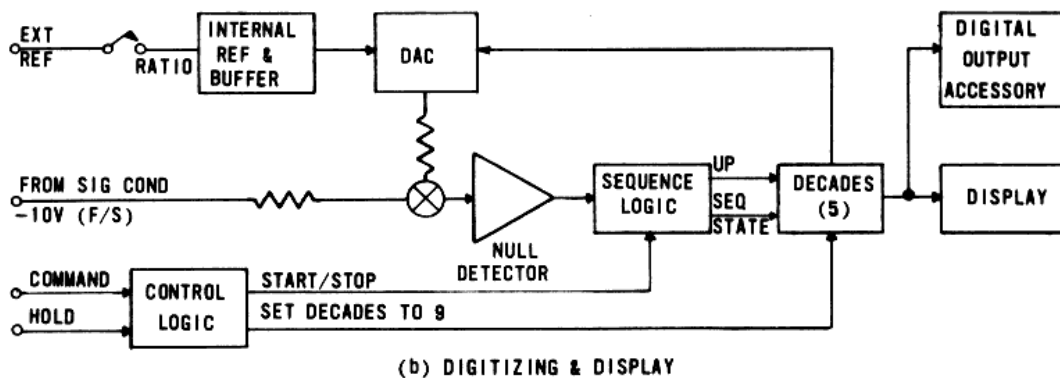 EXT
REF
RATIO
INTERNAL
REF &
BUFFER
DAC
DIGITAL
OUTPUT
ACCESSORY
FROM SIG COND
-10V (F/S)
NULL
DETECTOR
SEQUENCE
LOGIC
UP
SEQ
STATE
DECADES
(5)
DISPLAY
COMMAND
HOLD
CONTROL
LOGIC
START/STOP
SET DECADES TO 9
(b) DIGITIZING & DISPLAY